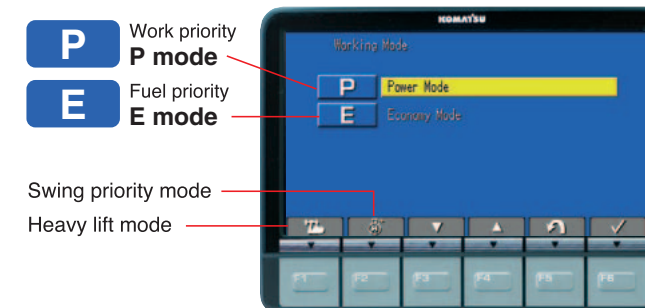 KOMATSU
P
Work priority
P mode
E
Fuel priority
E mode
Working Mode
P
Power Mode
E
Economy Mode
Swing priority mode
Heavy lift mode
F1
F2
F3
F4
F5
F6